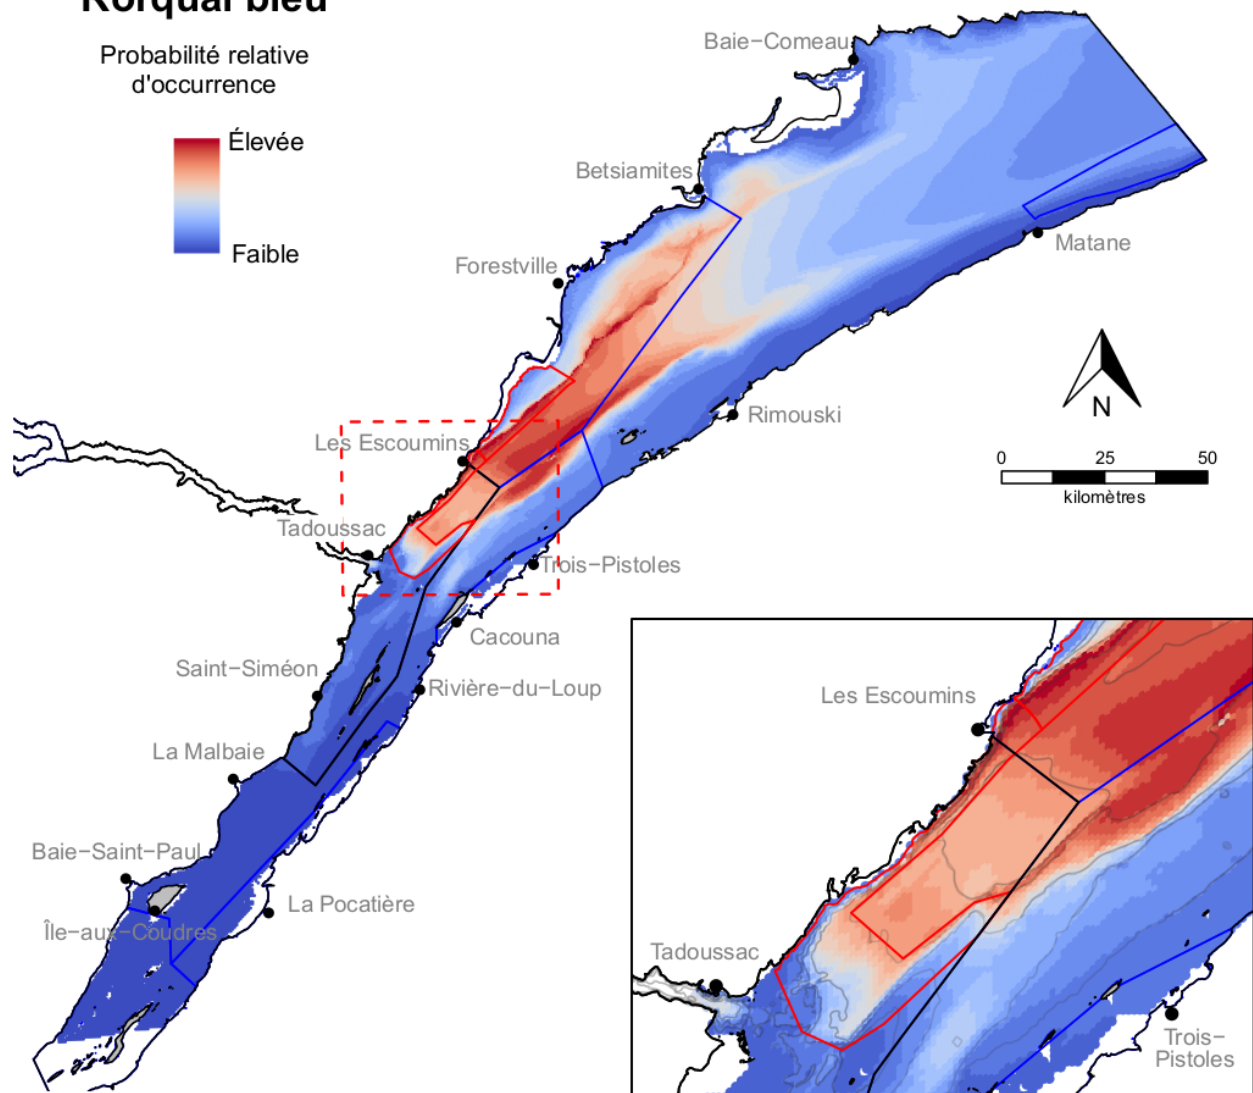 Rorqual bleu
Probabilité relative
d'occurrence
Élevée
Faible
Baie−Comeau
Betsiamites
Matane
Forestville
N
Rimouski
0 25 50
kilomètres
Les Escoumins
Tadoussac
Trois−Pistoles
Cacouna
Saint−Siméon
Rivière−du−Loup
La Malbaie
Baie−Saint−Paul
La Pocatière
Île−aux−Coudres
Les Escoumins
Tadoussac
Trois−
Pistoles